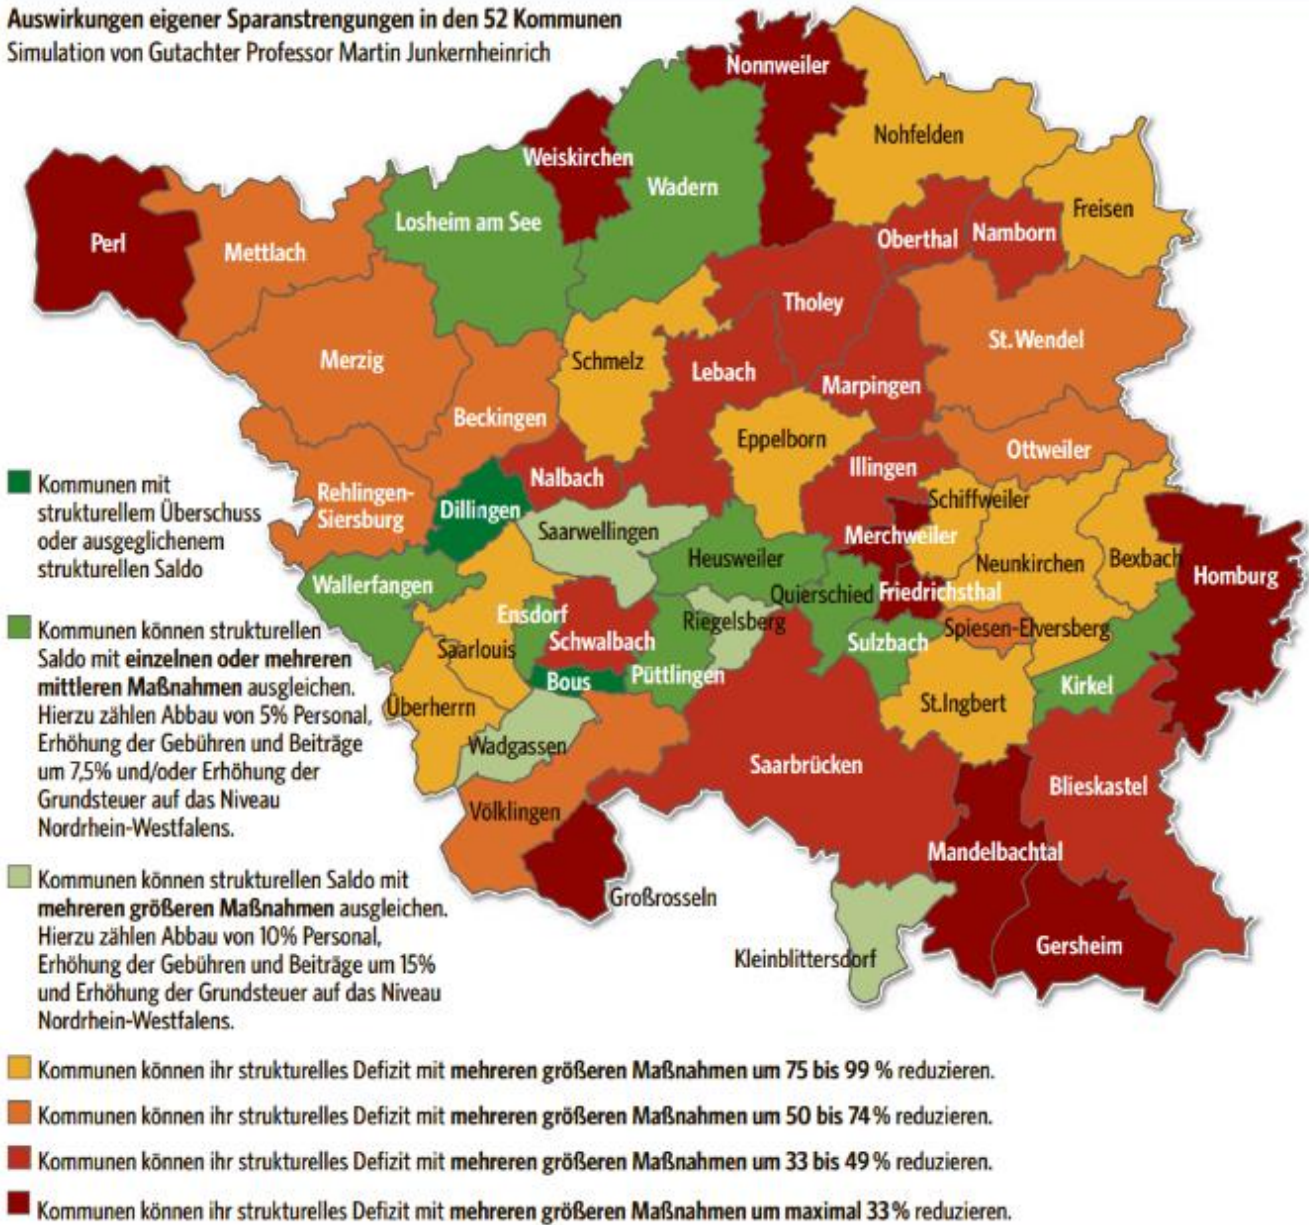 Auswirkungen eigener Sparanstrengungen in den 52 Kommunen
Simulation von Gutachter Professor Martin Junkernheinrich
Nonnweiler
Nohfelden
Weiskirchen
Wadern
Freisen
Losheim am See
Perl
Mettlach
Oberthal
Namborn
Tholey
St. Wendel
Merzig
Schmelz
Lebach
Marpingen
Beckingen
Eppelborn
Ottweiler
Illingen
Nalbach
Rehlingen-
Siersburg
Dillingen
Schiffweiler
Saarwellingen
Merchweiler
Heusweiler
Neunkirchen
Bexbach
Homburg
Wallerfangen
Quierschied
Friedrichsthal
Ensdorf
Riegelsberg
Schwalbach
Saarlouis
Sulzbach
Spiesen-Elversberg
Bous
Püttlingen
Kirkel
Überherrn
St.Ingbert
Wadgassen
Saarbrücken
Blieskastel
Völklingen
Mandelbachtal
Großrosseln
Gersheim
Kleinblittersdorf
Kommunen mit
strukturellem Überschuss
oder ausgeglichenem
strukturellen Saldo
Kommunen können strukturellen
Saldo mit einzelnen oder mehreren
mittleren Maßnahmen ausgleichen.
Hierzu zählen Abbau von 5% Personal,
Erhöhung der Gebühren und Beiträge
um 7,5% und/oder Erhöhung der
Grundsteuer auf das Niveau
Nordrhein-Westfalens.
Kommunen können strukturellen Saldo mit
mehreren größeren Maßnahmen ausgleichen.
Hierzu zählen Abbau von 10% Personal,
Erhöhung der Gebühren und Beiträge um 15%
und Erhöhung der Grundsteuer auf das Niveau
Nordrhein-Westfalens.
Kommunen können ihr strukturelles Defizit mit mehreren größeren Maßnahmen um 75 bis 99 % reduzieren.
Kommunen können ihr strukturelles Defizit mit mehreren größeren Maßnahmen um 50 bis 74 % reduzieren.
Kommunen können ihr strukturelles Defizit mit mehreren größeren Maßnahmen um 33 bis 49 % reduzieren.
Kommunen können ihr strukturelles Defizit mit mehreren größeren Maßnahmen um maximal 33 % reduzieren.